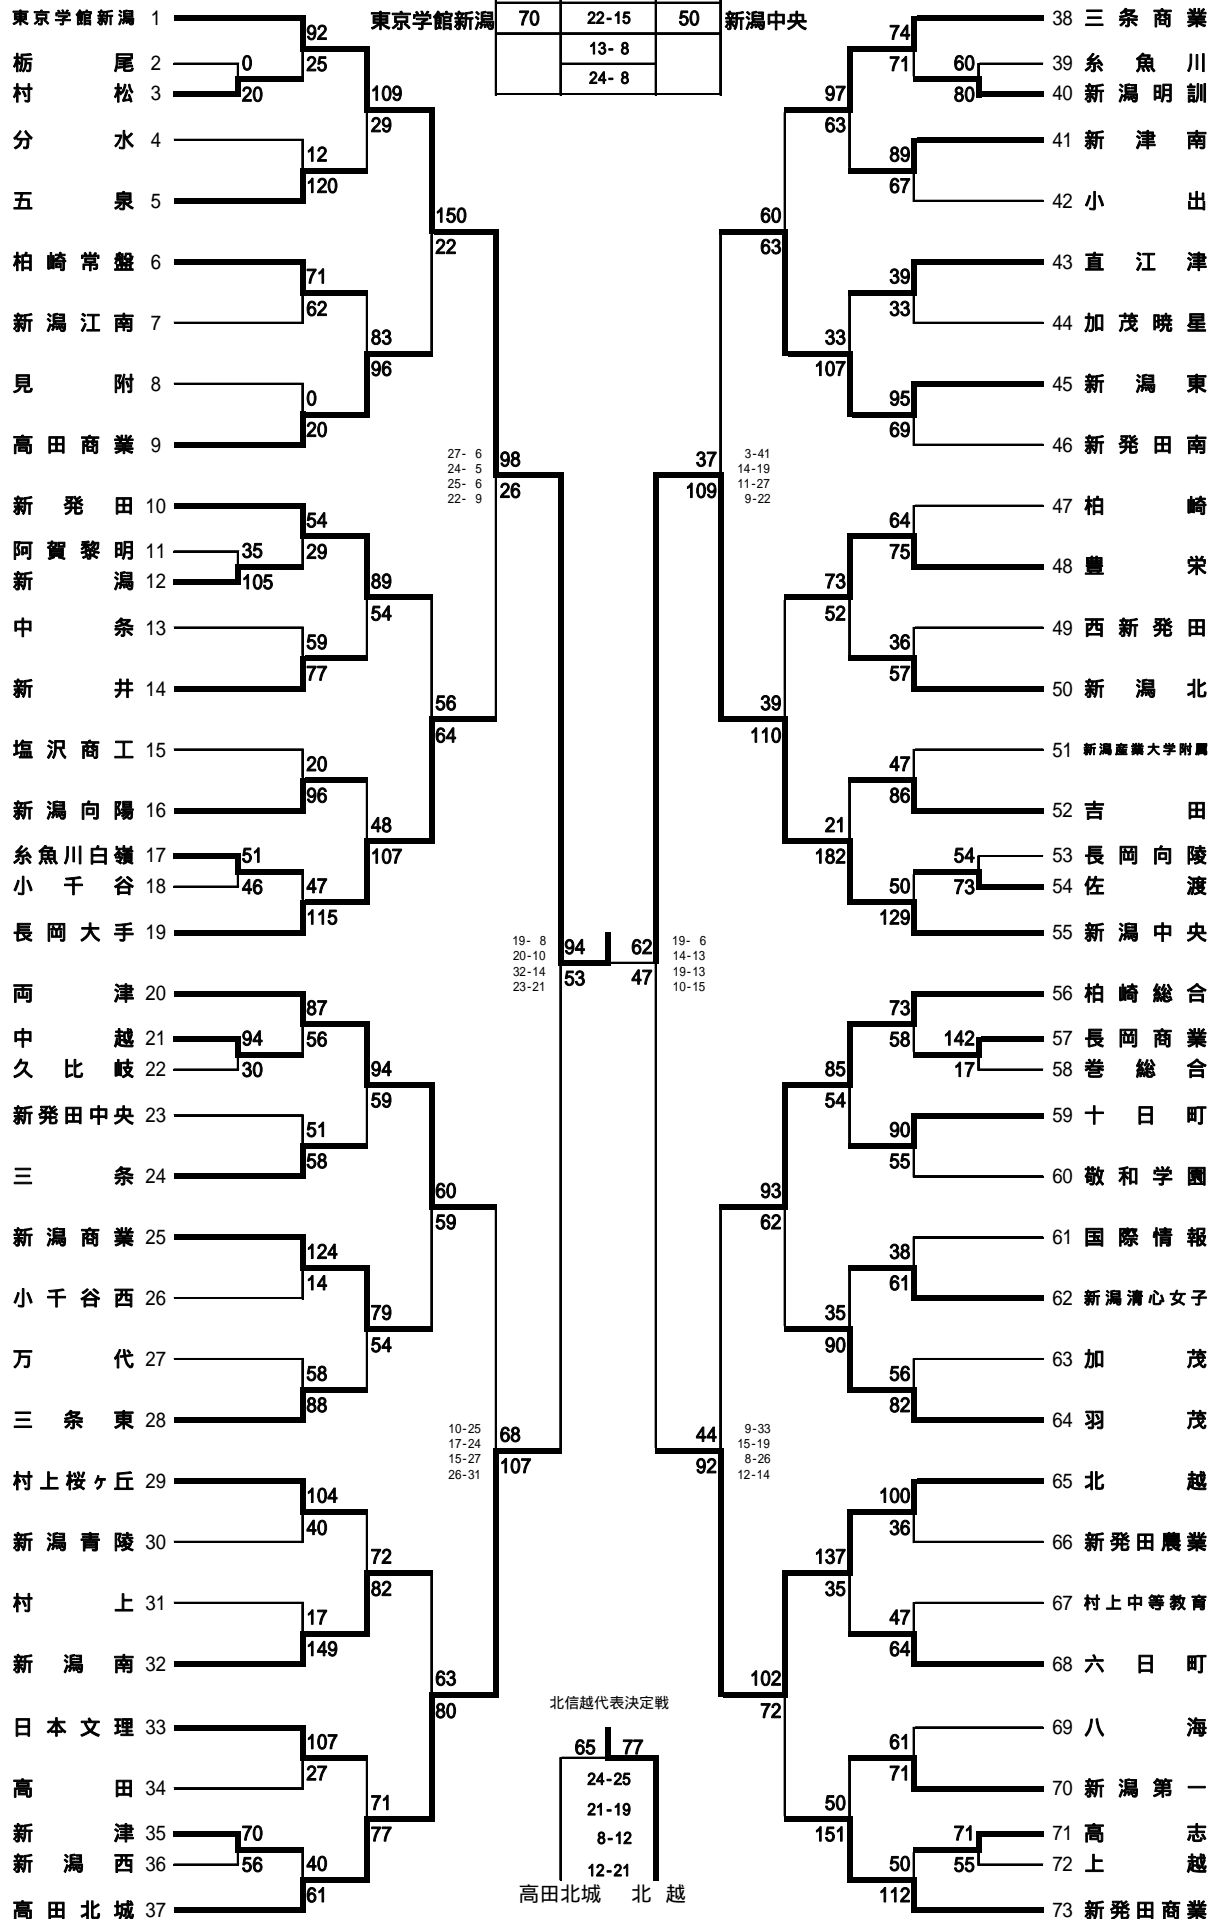 東京学館新潟 70 22-15 50 新潟中央
13- 8
24- 8
東京学館新潟 1
栃尾 2
村松 3
分水 4
五泉 5
柏崎常盤 6
新潟江南 7
見附 8
高田商業 9
新発田 10
阿賀黎明 11
新潟 12
中条 13
新井 14
塩沢商工 15
新潟向陽 16
糸魚川白嶺 17
小千谷 18
長岡大手 19
両津 20
中越 21
久比岐 22
新発田中央 23
三条 24
新潟商業 25
小千谷西 26
万代 27
三条東 28
村上桜ヶ丘 29
新潟青陵 30
村上 31
新潟南 32
日本文理 33
高田 34
新津 35
新潟西 36
高田北城 37
0
20
35
105
51
46
94
30
70
56
92
25
12
120
71
62
0
20
54
29
59
77
20
96
47
115
87
56
51
58
124
14
58
88
104
40
17
149
107
27
40
61
109
29
83
96
89
54
48
107
94
59
79
54
72
82
71
77
150
22
56
64
60
59
63
80
27- 6
24- 5
25- 6
22- 9
98
26
10-25
17-24
15-27
26-31
68
107
19- 8
20-10
32-14
23-21
94
53
62
47
19- 6
14-13
19-13
10-15
37
109
3-41
14-19
11-27
9-22
44
92
9-33
15-19
8-26
12-14
60
63
39
110
93
62
102
72
97
63
33
107
73
52
21
182
85
54
35
90
137
35
50
151
74
71
89
67
39
33
95
69
64
75
36
57
47
86
50
129
73
58
90
55
38
61
56
82
100
36
47
64
61
71
50
112
60
80
54
73
142
17
71
55
38 三条商業
39 糸魚川
40 新潟明訓
41 新津南
42 小出
43 直江津
44 加茂暁星
45 新潟東
46 新発田南
47 柏崎
48 豊栄
49 西新発田
50 新潟北
51 新潟産業大学附属
52 吉田
53 長岡向陵
54 佐渡
55 新潟中央
56 柏崎総合
57 長岡商業
58 巻総合
59 十日町
60 敬和学園
61 国際情報
62 新潟清心女子
63 加茂
64 羽茂
65 北越
66 新発田農業
67 村上中等教育
68 六日町
69 八海
70 新潟第一
71 高志
72 上越
73 新発田商業
北信越代表決定戦
65 77
24-25
21-19
8-12
12-21
高田北城 北越